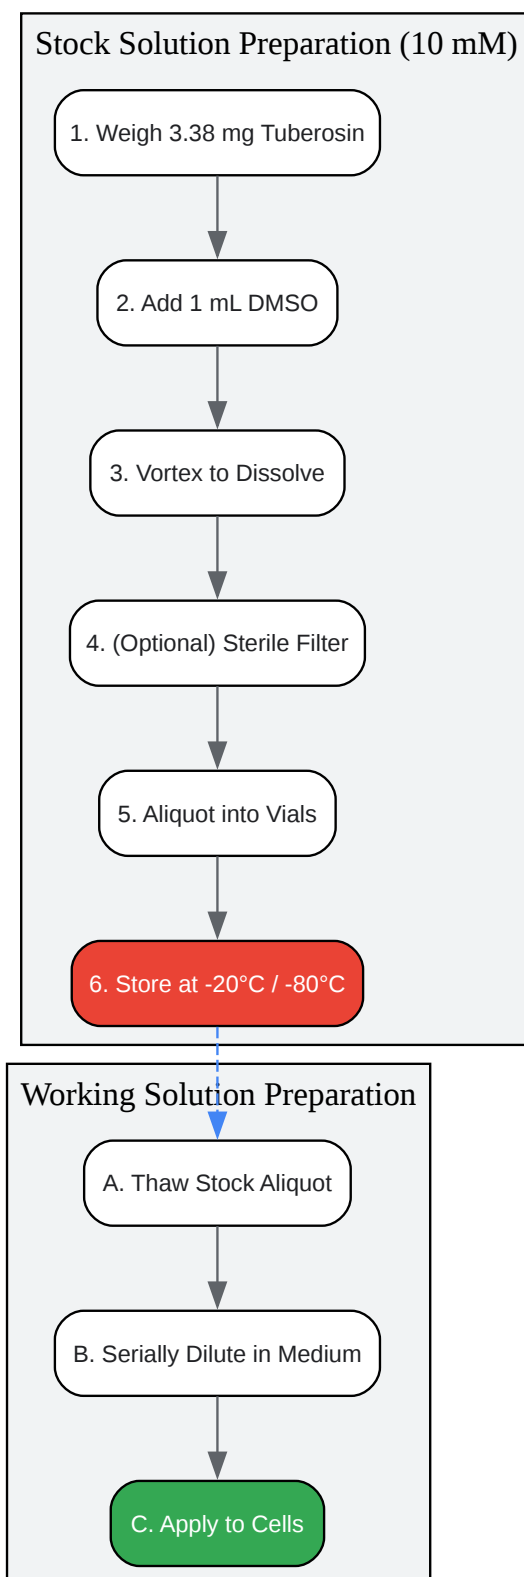 Stock Solution Preparation (10 mM)
1. Weigh 3.38 mg Tuberosin
2. Add 1 mL DMSO
3. Vortex to Dissolve
4. (Optional) Sterile Filter
5. Aliquot into Vials
6. Store at -20°C / -80°C
Working Solution Preparation
A. Thaw Stock Aliquot
B. Serially Dilute in Medium
C. Apply to Cells